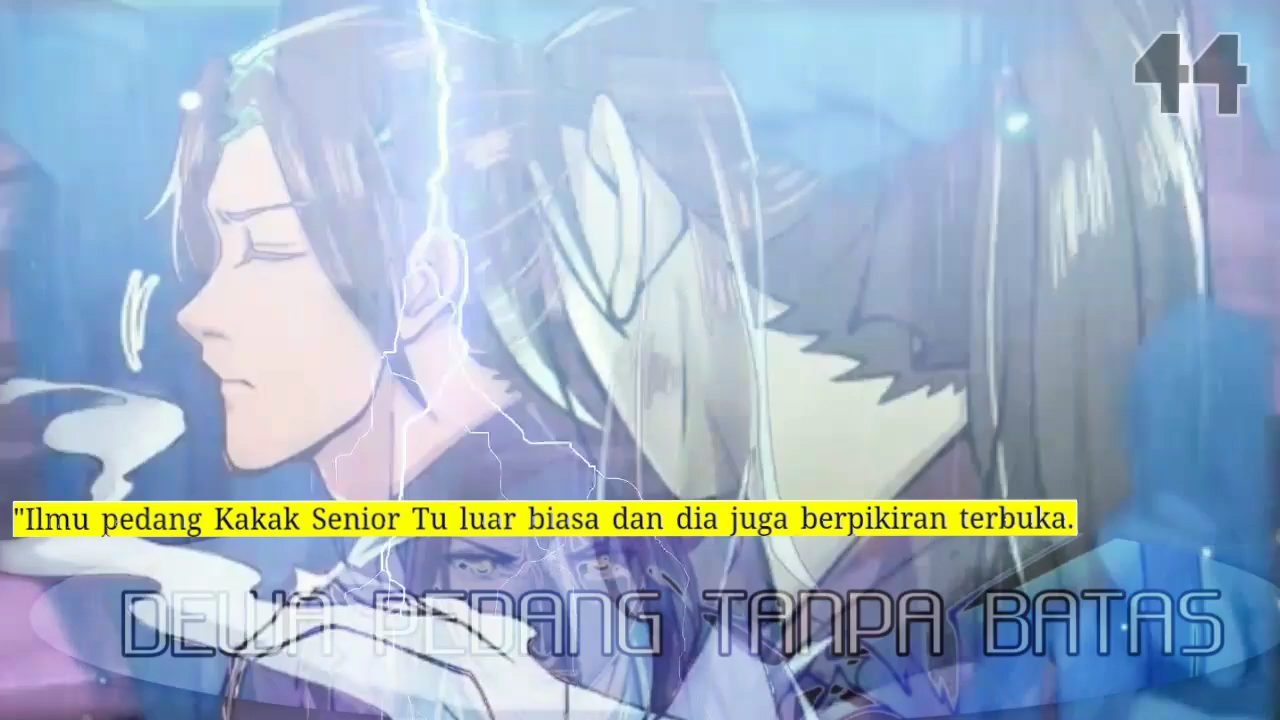 44
"Ilmu pedang Kakak Senior Tu luar biasa dan dia juga berpikiran terbuka.
DEWA PEDANG TANPA BATAS